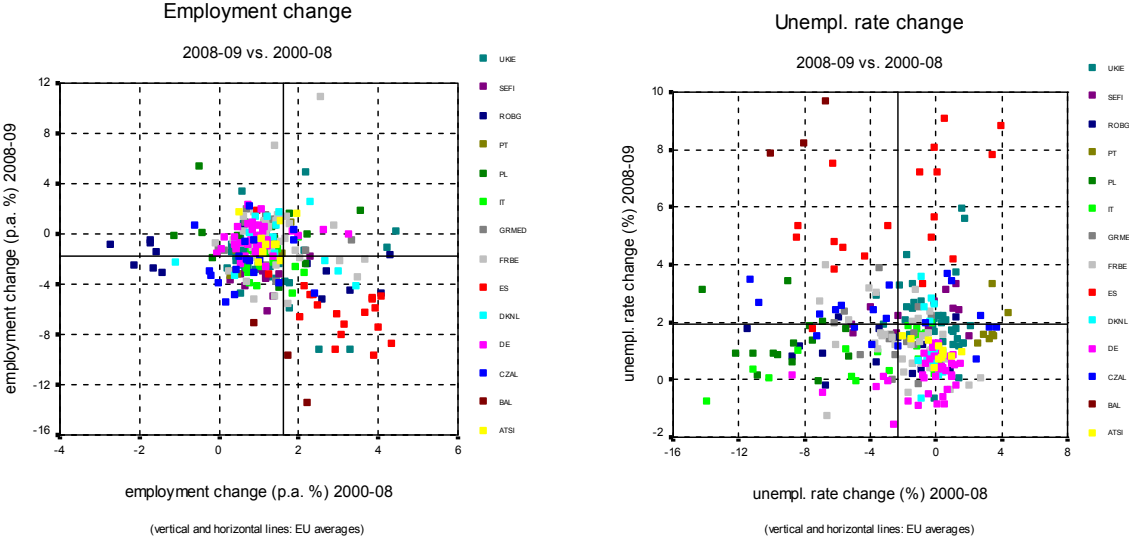 Employment change
2008-09 vs. 2000-08
employment change (p.a. %) 2008-09
12
8
4
0
-4
-8
-12
-16
-4
-2
0
2
4
6
employment change (p.a. %) 2000-08
(vertical and horizontal lines: EU averages)
UKIE
SEFI
ROBG
PT
PL
IT
GRMED
FRBE
ES
DKNL
DE
CZAL
BAL
ATSI
Unempl. rate change
2008-09 vs. 2000-08
unempl. rate change (%) 2008-09
10
8
6
4
2
0
-2
-16
-12
-8
-4
0
4
8
unempl. rate change (%) 2000-08
(vertical and horizontal lines: EU averages)
UKIE
SEFI
ROBG
PT
PL
IT
GRMED
FRBE
ES
DKNL
DE
CZAL
BAL
ATSI